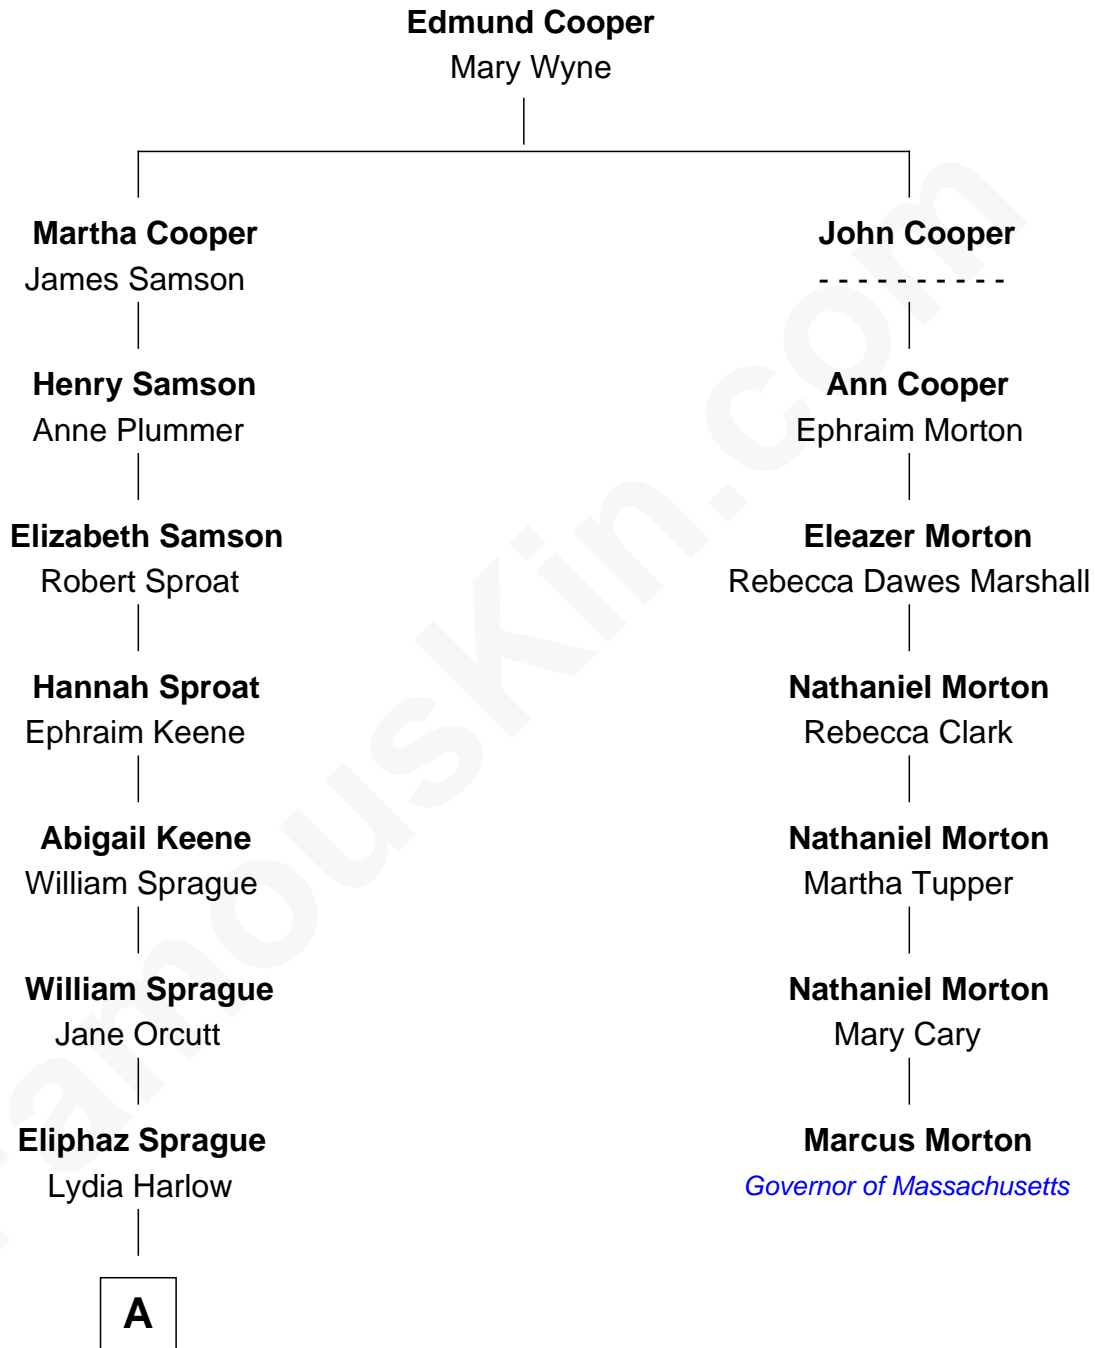 Edmund Cooper
Mary Wyne
Martha Cooper
James Samson
John Cooper
- - - - - - - - - -
Henry Samson
Anne Plummer
Ann Cooper
Ephraim Morton
Elizabeth Samson
Robert Sproat
Eleazer Morton
Rebecca Dawes Marshall
Hannah Sproat
Ephraim Keene
Nathaniel Morton
Rebecca Clark
Abigail Keene
William Sprague
Nathaniel Morton
Martha Tupper
William Sprague
Jane Orcutt
Nathaniel Morton
Mary Cary
Eliphaz Sprague
Lydia Harlow
Marcus Morton
Governor of Massachusetts
A
FamousKin.com